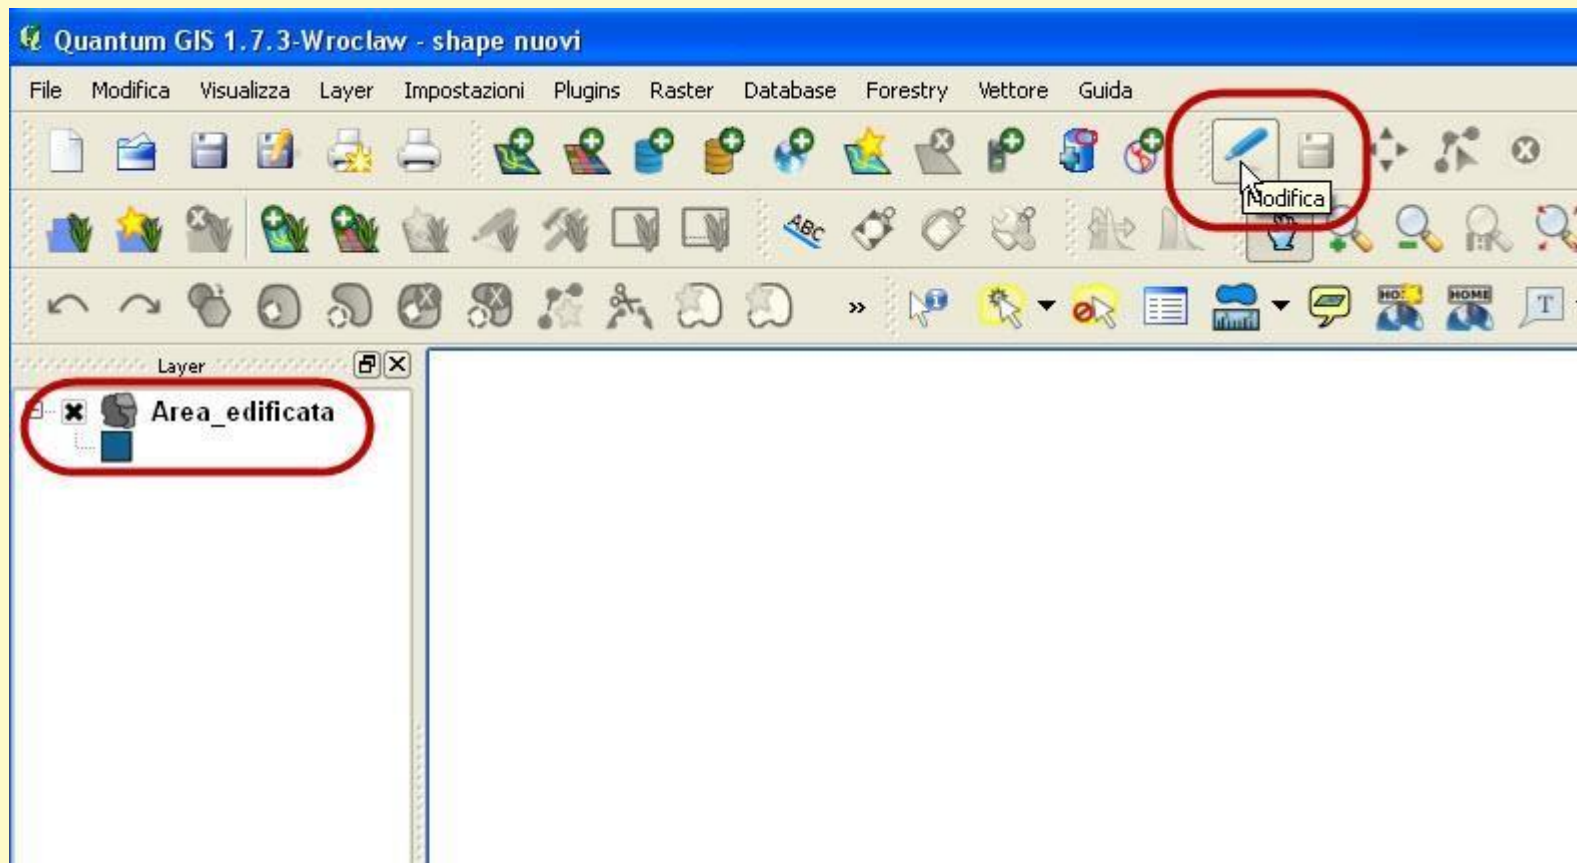 Quantum GIS 1.7.3-Wroclaw - shape nuovi
File Modifica Visualizza Layer Impostazioni Plugins Raster Database Forestry Vettore Guida
Modifica
ABC
HOME
T
Layer
Area_edificata